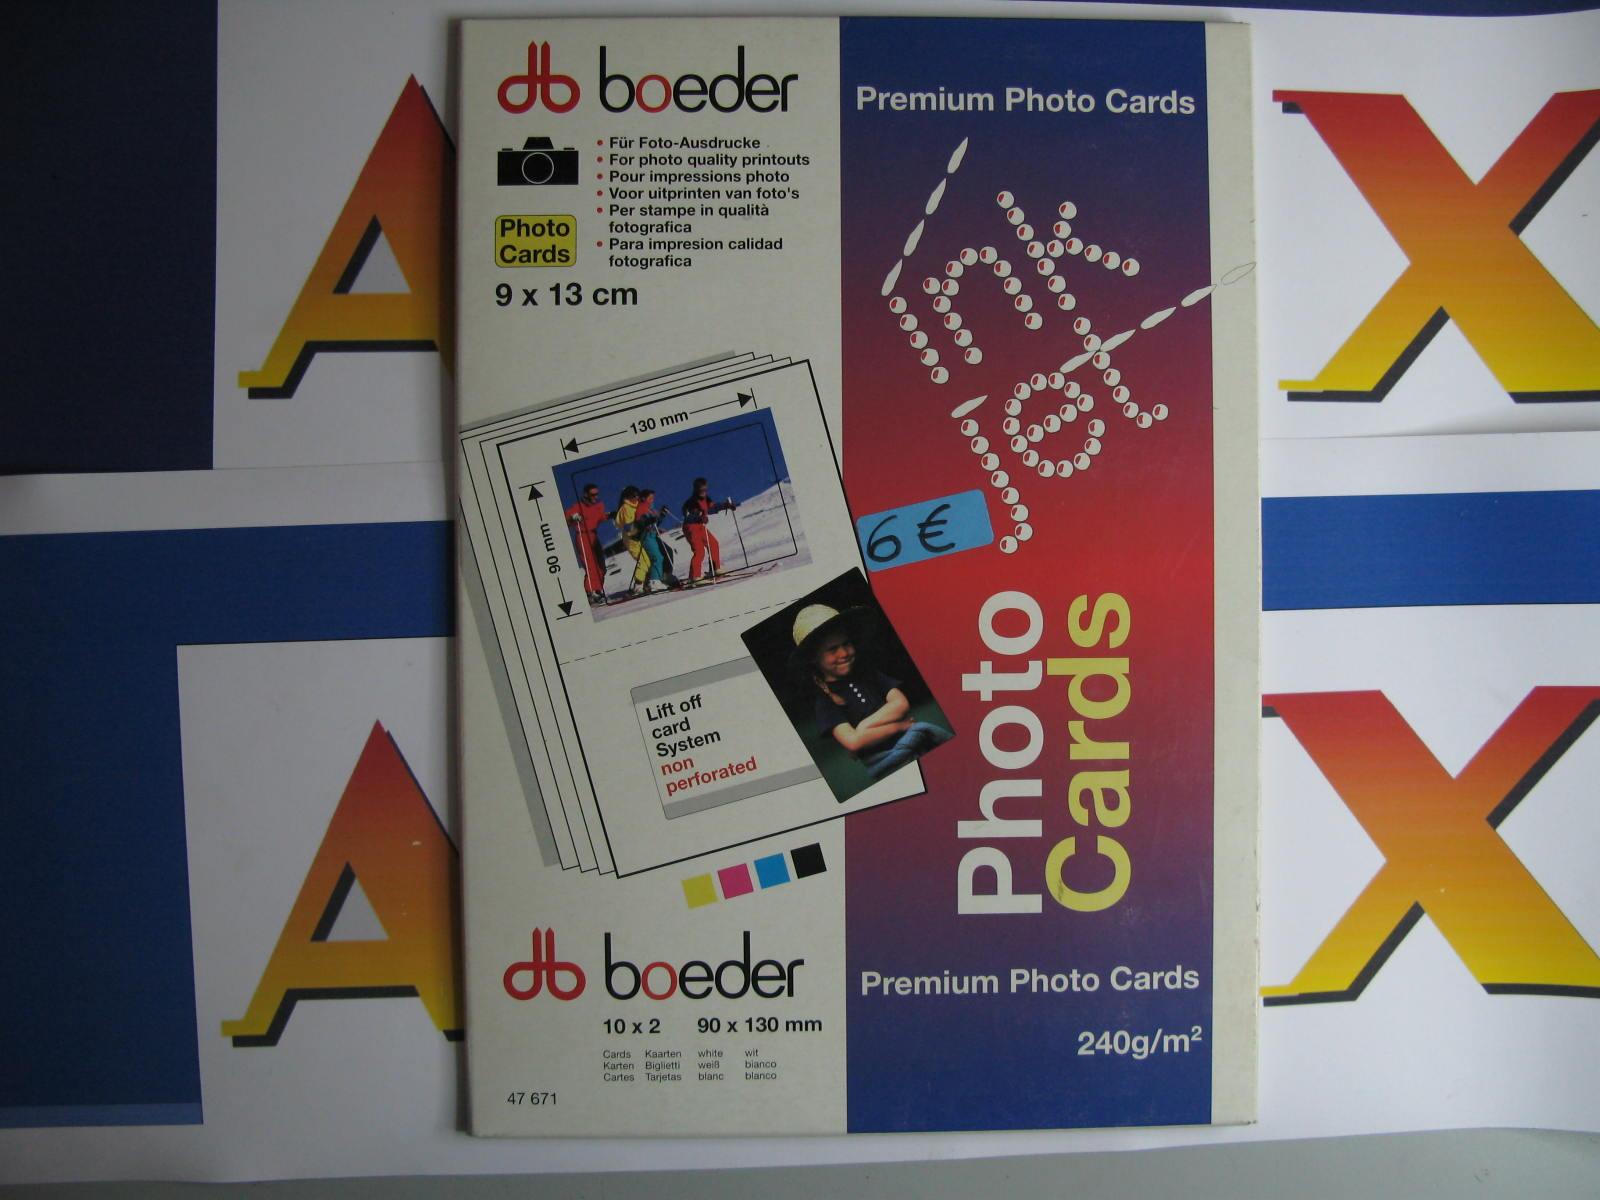 boeder
Für Foto-Ausdrucke
For photo quality printouts
Pour impressions photo
Voor uitprinten van foto's
Per stampe in qualità
fotografica
Para impresion calidad
fotografica
Photo
Cards
9 x 13 cm
130 mm
90 mm
Lift off
card
System
non
perforated
boeder
10 x 2 90 x 130 mm
Cards Kaarten white wit
Karten Biglietti weiß bianco
Cartes Tarjetas blanc blanco
47 671
Premium Photo Cards
ink
jet
6 €
Photo
Cards
Premium Photo Cards
240g/m²
A X
A X